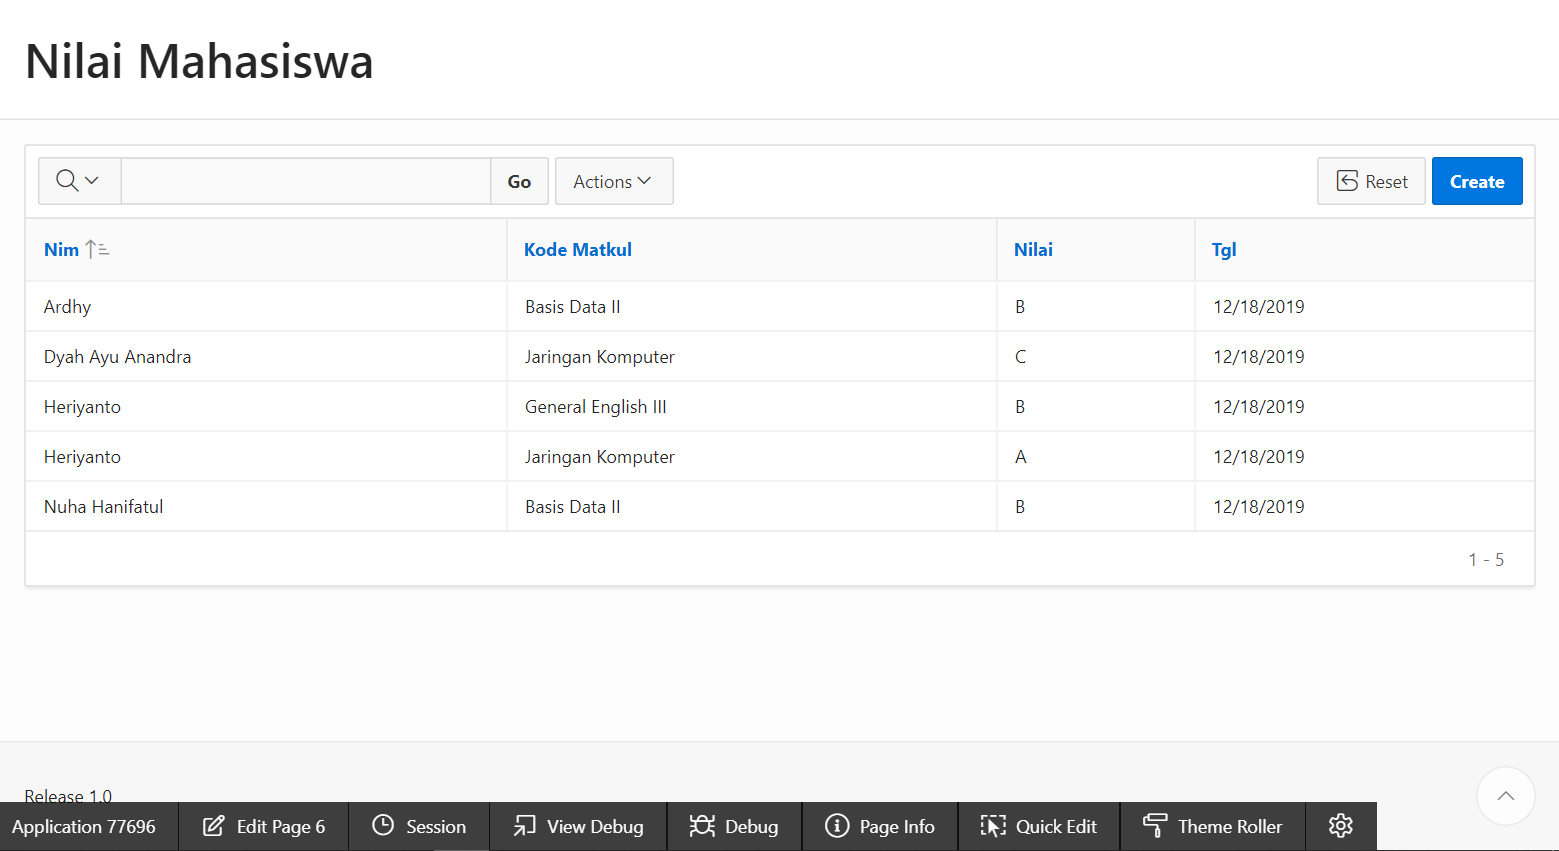 Nilai Mahasiswa
Go Actions Reset Create
Nim Kode Matkul Nilai Tgl
Ardhy Basis Data II B 12/18/2019
Dyah Ayu Anandra Jaringan Komputer C 12/18/2019
Heriyanto General English III B 12/18/2019
Heriyanto Jaringan Komputer A 12/18/2019
Nuha Hanifatul Basis Data II B 12/18/2019
1 - 5
Release 1.0
Application 77696 Edit Page 6 Session View Debug Debug Page Info Quick Edit Theme Roller